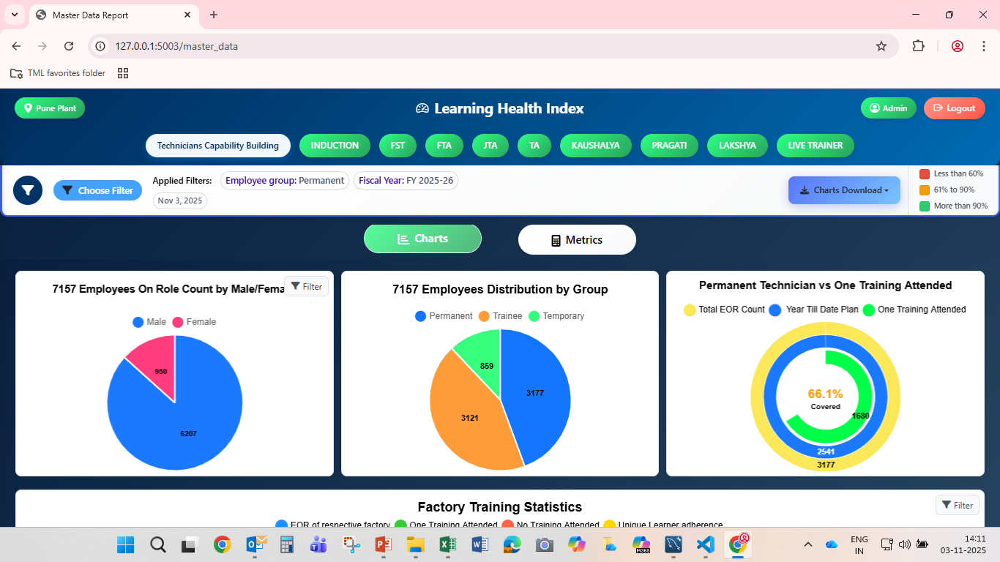 Master Data Report
127.0.0.1:5003/master_data
TML favorites folder
Pune Plant
Learning Health Index
Admin
Logout
Technicians Capability Building
INDUCTION
FST
FTA
JTA
TA
KAUSHALYA
PRAGATI
LAKSHYA
LIVE TRAINER
Choose Filter
Applied Filters:
Employee group: Permanent
Fiscal Year: FY 2025-26
Nov 3, 2025
Charts Download
Less than 60%
61% to 90%
More than 90%
Charts
Metrics
7157 Employees On Role Count by Male/Fema
Filter
Male Female
950
6207
7157 Employees Distribution by Group
Permanent Trainee Temporary
859
3177
3121
Permanent Technician vs One Training Attended
Total EOR Count Year Till Date Plan One Training Attended
66.1%
Covered
1680
2541
3177
Factory Training Statistics
Filter
EOR of respective factory One Training Attended No Training Attended Unique Learner adherence
M365
ENG
IN
14:11
03-11-2025